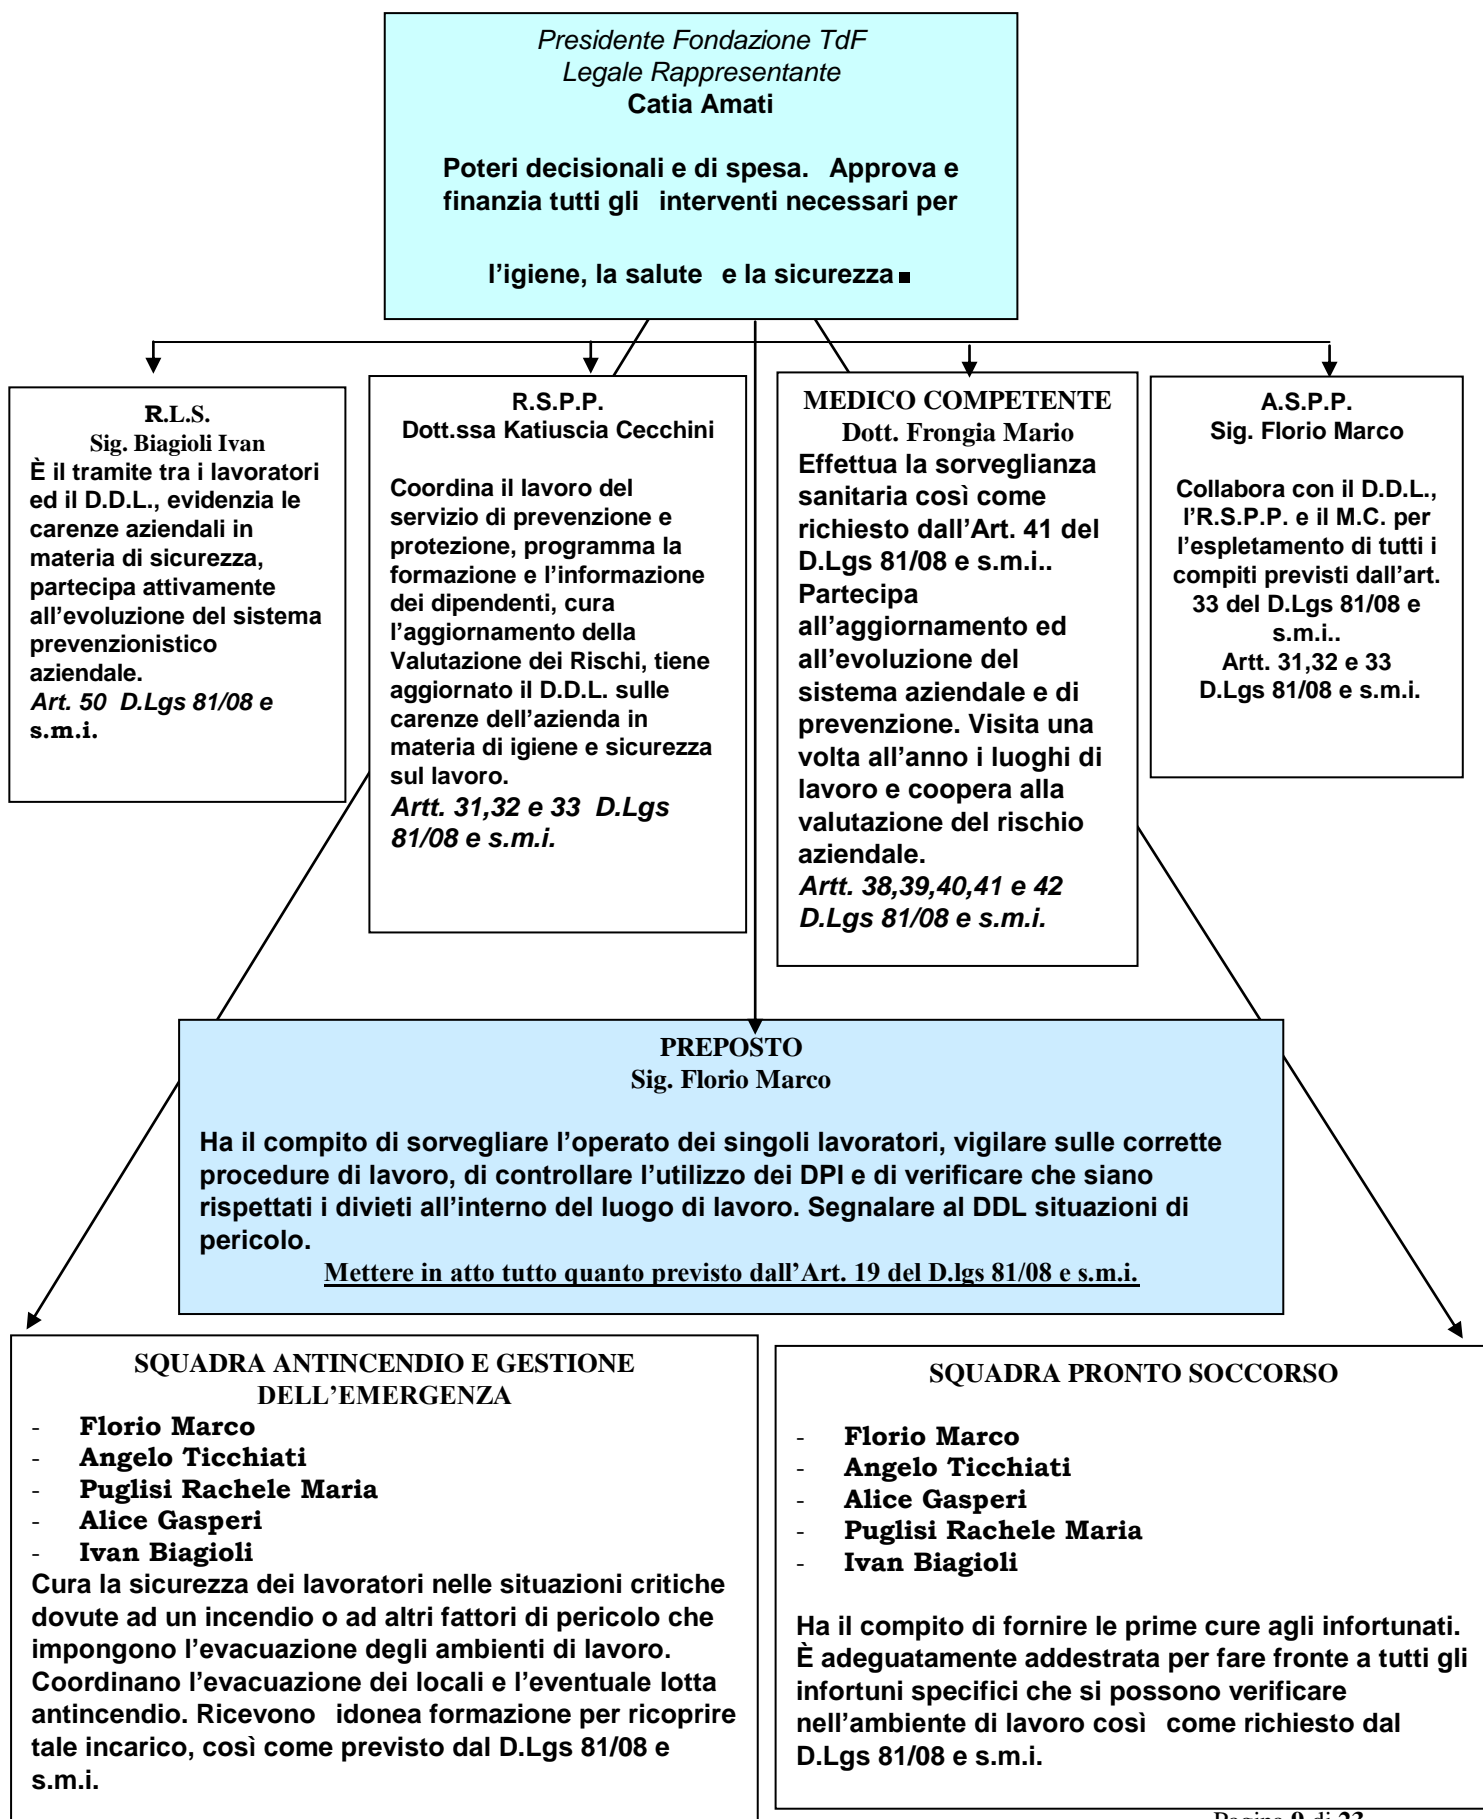 Presidente Fondazione TdF
Legale Rappresentante
Catia Amati
Poteri decisionali e di spesa. Approva e
finanzia tutti gli interventi necessari per
l’igiene, la salute e la sicurezza
R.L.S.
Sig. Biagioli Ivan
È il tramite tra i lavoratori
ed il D.D.L., evidenzia le
carenze aziendali in
materia di sicurezza,
partecipa attivamente
all’evoluzione del sistema
prevenzionistico
aziendale.
Art. 50 D.Lgs 81/08 e
s.m.i.
R.S.P.P.
Dott.ssa Katiuscia Cecchini
Coordina il lavoro del
servizio di prevenzione e
protezione, programma la
formazione e l’informazione
dei dipendenti, cura
l’aggiornamento della
Valutazione dei Rischi, tiene
aggiornato il D.D.L. sulle
carenze dell’azienda in
materia di igiene e sicurezza
sul lavoro.
Artt. 31,32 e 33 D.Lgs
81/08 e s.m.i.
MEDICO COMPETENTE
Dott. Frongia Mario
Effettua la sorveglianza
sanitaria così come
richiesto dall’Art. 41 del
D.Lgs 81/08 e s.m.i..
Partecipa
all’aggiornamento ed
all’evoluzione del
sistema aziendale e di
prevenzione. Visita una
volta all’anno i luoghi di
lavoro e coopera alla
valutazione del rischio
aziendale.
Artt. 38,39,40,41 e 42
D.Lgs 81/08 e s.m.i.
A.S.P.P.
Sig. Florio Marco
Collabora con il D.D.L.,
l’R.S.P.P. e il M.C. per
l’espletamento di tutti i
compiti previsti dall’art.
33 del D.Lgs 81/08 e
s.m.i..
Artt. 31,32 e 33
D.Lgs 81/08 e s.m.i.
PREPOSTO
Sig. Florio Marco
Ha il compito di sorvegliare l’operato dei singoli lavoratori, vigilare sulle corrette
procedure di lavoro, di controllare l’utilizzo dei DPI e di verificare che siano
rispettati i divieti all’interno del luogo di lavoro. Segnalare al DDL situazioni di
pericolo.
Mettere in atto tutto quanto previsto dall’Art. 19 del D.lgs 81/08 e s.m.i.
SQUADRA ANTINCENDIO E GESTIONE
DELL’EMERGENZA
- Florio Marco
- Angelo Ticchiati
- Puglisi Rachele Maria
- Alice Gasperi
- Ivan Biagioli
Cura la sicurezza dei lavoratori nelle situazioni critiche
dovute ad un incendio o ad altri fattori di pericolo che
impongono l’evacuazione degli ambienti di lavoro.
Coordinano l’evacuazione dei locali e l’eventuale lotta
antincendio. Ricevono idonea formazione per ricoprire
tale incarico, così come previsto dal D.Lgs 81/08 e
s.m.i.
SQUADRA PRONTO SOCCORSO
- Florio Marco
- Angelo Ticchiati
- Alice Gasperi
- Puglisi Rachele Maria
- Ivan Biagioli
Ha il compito di fornire le prime cure agli infortunati.
È adeguatamente addestrata per fare fronte a tutti gli
infortuni specifici che si possono verificare
nell’ambiente di lavoro così come richiesto dal
D.Lgs 81/08 e s.m.i.
Pagina 9 di 23